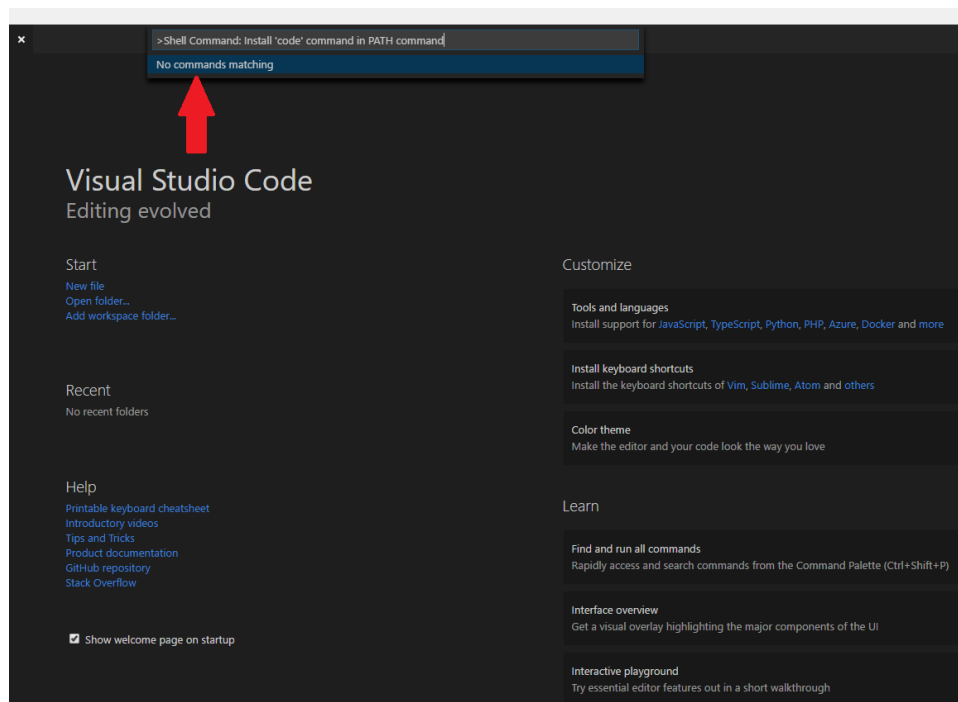 >Shell Command: Install 'code' command in PATH command
No commands matching
Visual Studio Code
Editing evolved
Start
New file
Open folder...
Add workspace folder...
Recent
No recent folders
Help
Printable keyboard cheatsheet
Introductory videos
Tips and Tricks
Product documentation
GitHub repository
Stack Overflow
Show welcome page on startup
Customize
Tools and languages
Install support for JavaScript, TypeScript, Python, PHP, Azure, Docker and more
Install keyboard shortcuts
Install the keyboard shortcuts of Vim, Sublime, Atom and others
Color theme
Make the editor and your code look the way you love
Learn
Find and run all commands
Rapidly access and search commands from the Command Palette (Ctrl+Shift+P)
Interface overview
Get a visual overlay highlighting the major components of the UI
Interactive playground
Try essential editor features out in a short walkthrough